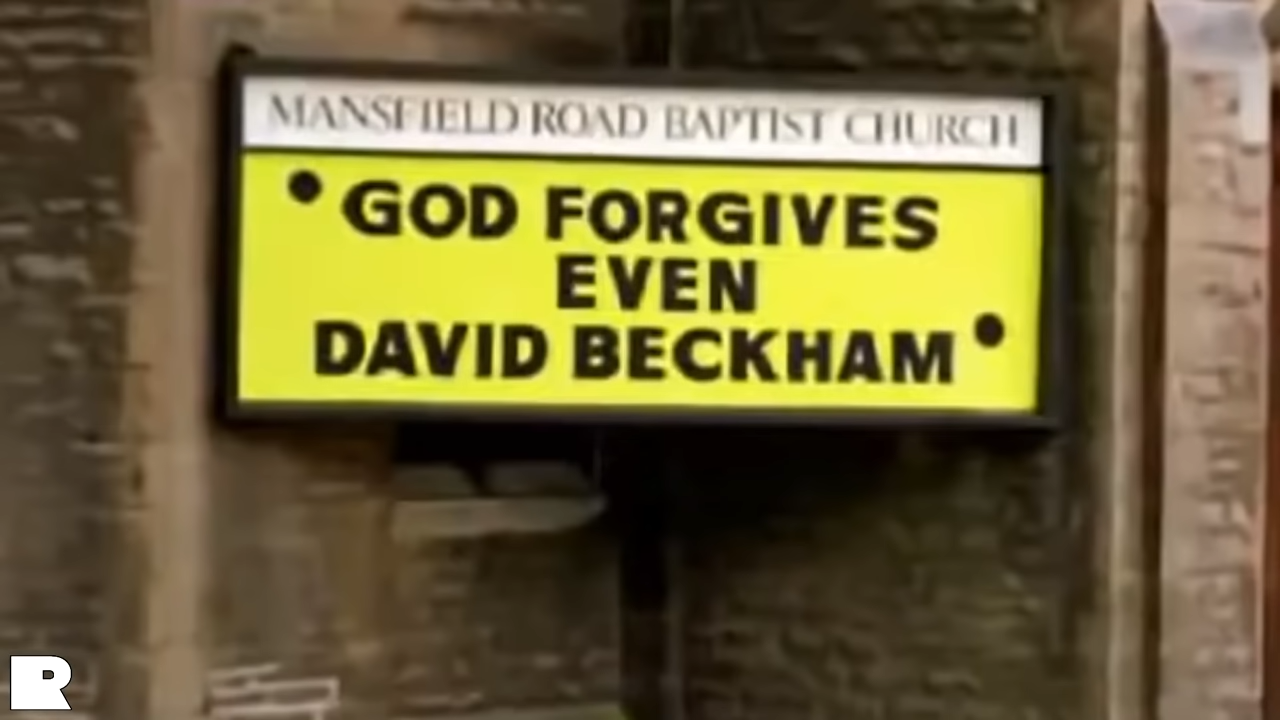 MANSFIELD ROAD BAPTIST CHURCH
• GOD FORGIVES
EVEN
DAVID BECKHAM •
R